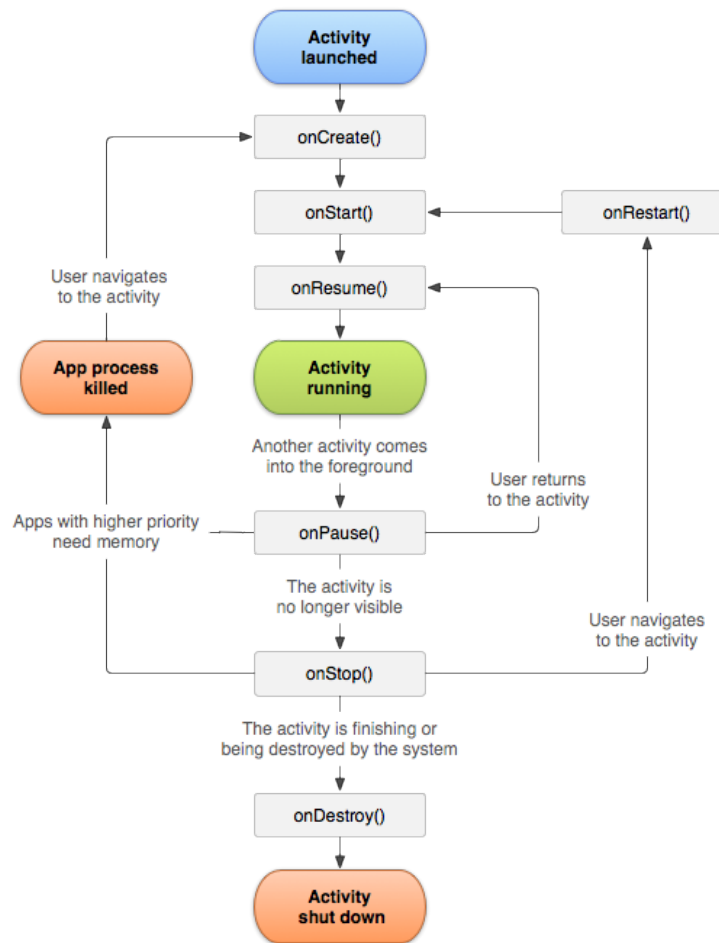 Activity
launched
onCreate()
onStart()
onRestart()
User navigates
to the activity
onResume()
App process
killed
Activity
running
Another activity comes
into the foreground
User returns
to the activity
Apps with higher priority
need memory
onPause()
The activity is
no longer visible
User navigates
to the activity
onStop()
The activity is finishing or
being destroyed by the system
onDestroy()
Activity
shut down